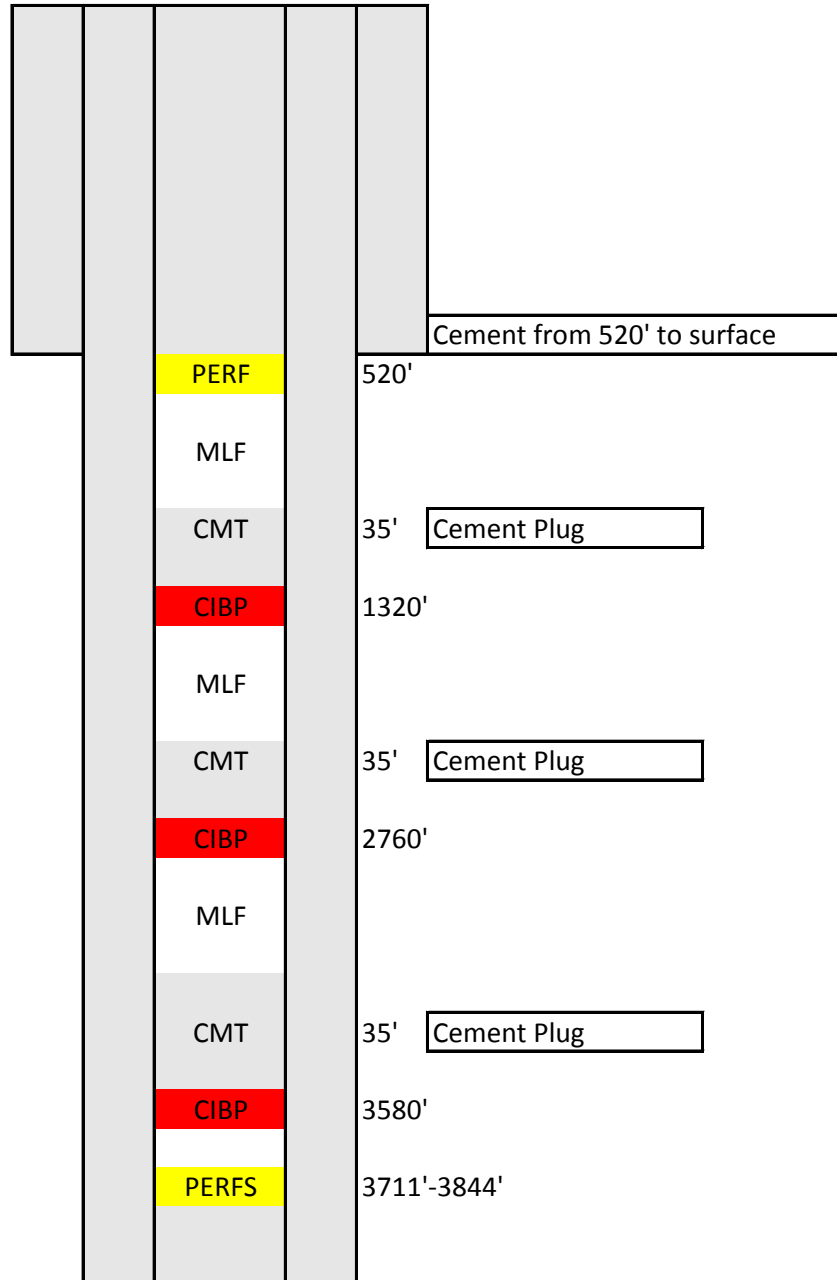 Cement from 520' to surface
PERF 520'
MLF
CMT 35' Cement Plug
CIBP 1320'
MLF
CMT 35' Cement Plug
CIBP 2760'
MLF
CMT 35' Cement Plug
CIBP 3580'
PERFS 3711'-3844'